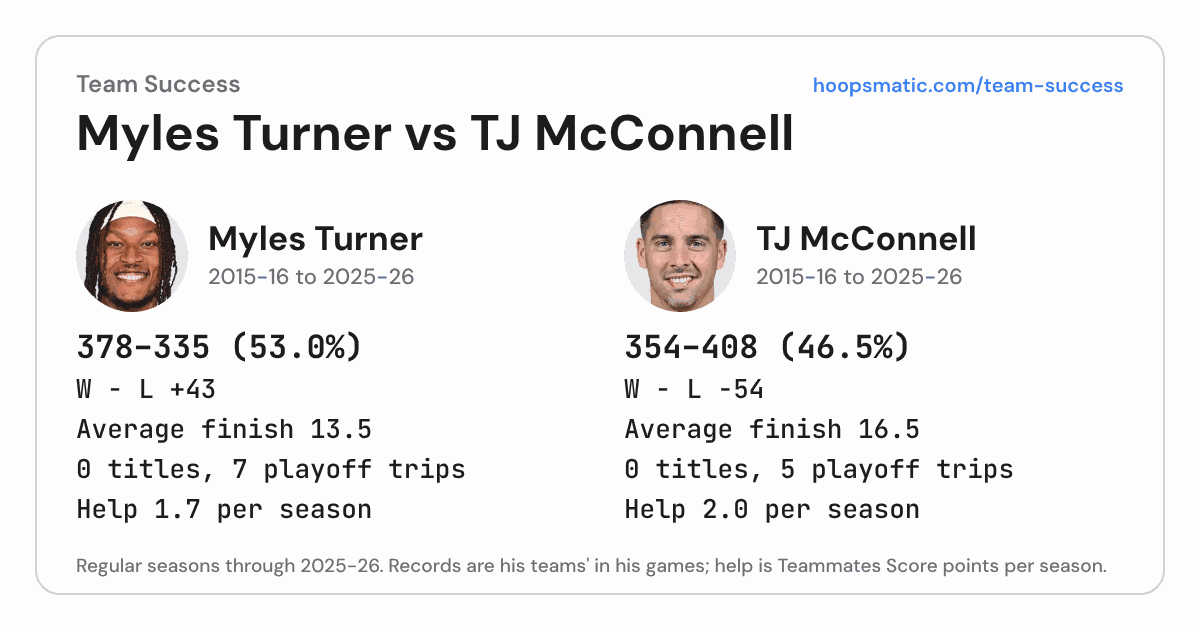 Team Success
hoopsmatic.com/team-success
Myles Turner vs TJ McConnell
Myles Turner
2015-16 to 2025-26
378-335 (53.0%)
W - L +43
Average finish 13.5
0 titles, 7 playoff trips
Help 1.7 per season
TJ McConnell
2015-16 to 2025-26
354-408 (46.5%)
W - L -54
Average finish 16.5
0 titles, 5 playoff trips
Help 2.0 per season
Regular seasons through 2025-26. Records are his teams' in his games; help is Teammates Score points per season.